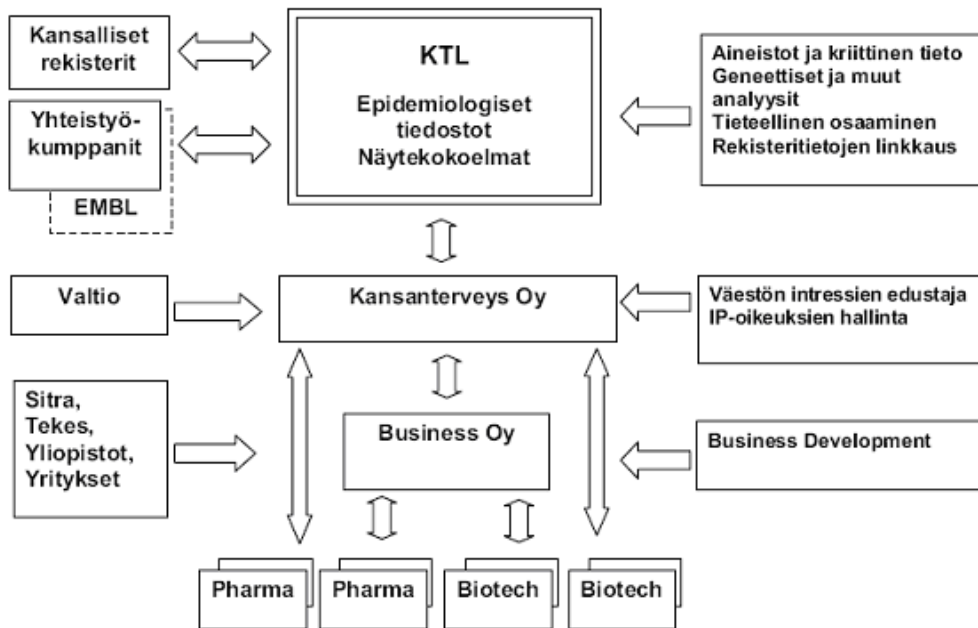 Kansalliset
rekisterit
KTL
Epidemiologiset
tiedostot
Näytekokoelmat
Aineistot ja kriittinen tieto
Geneettiset ja muut
analyysit
Tieteellinen osaaminen
Rekisteritietojen linkkaus
Yhteistyö-
kumppanit
EMBL
Valtio
Kansanterveys Oy
Väestön intressien edustaja
IP-oikeuksien hallinta
Sitra,
Tekes,
Yliopistot,
Yritykset
Business Oy
Business Development
Pharma
Pharma
Biotech
Biotech